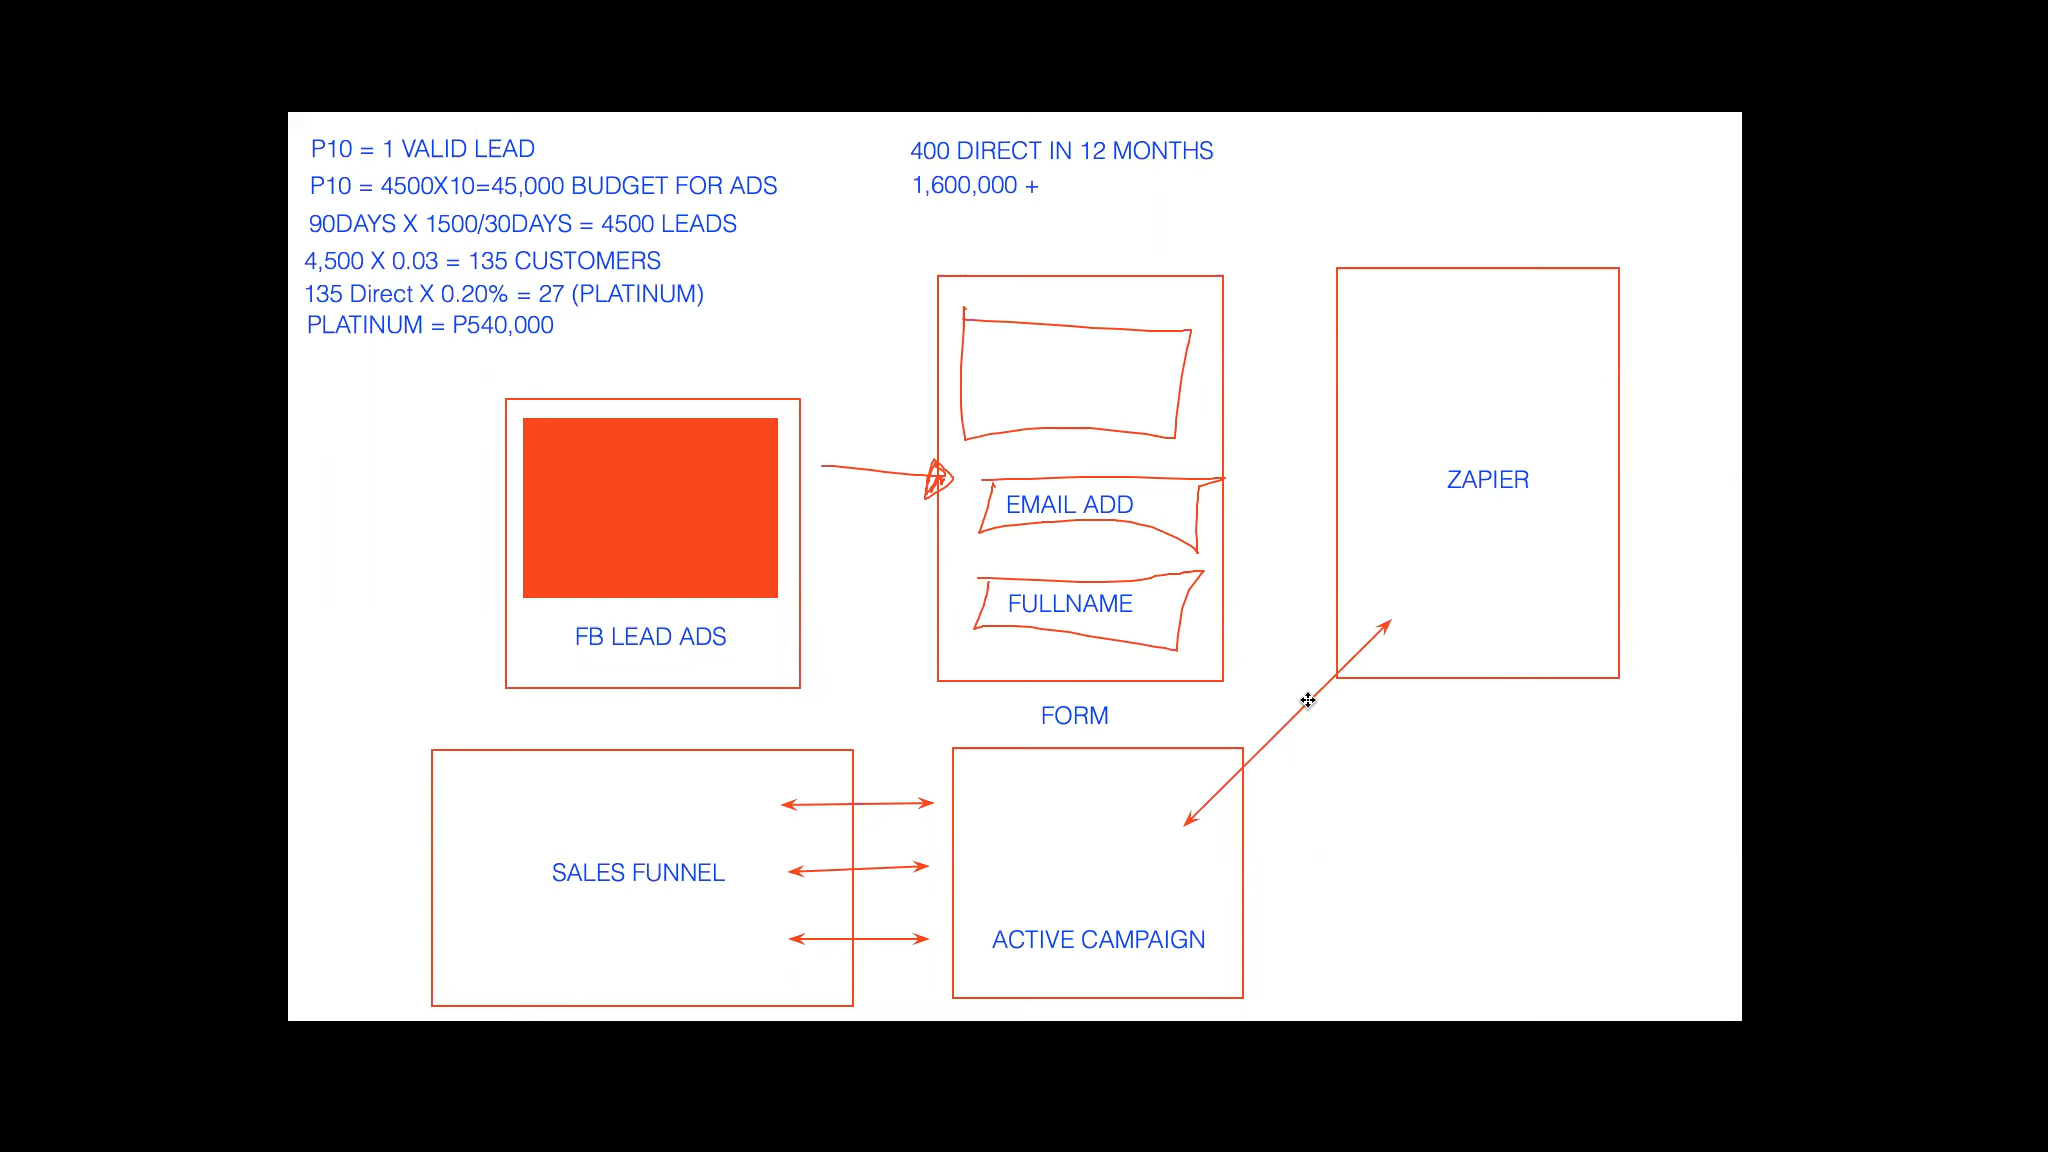 P10 = 1 VALID LEAD
P10 = 4500X10=45,000 BUDGET FOR ADS
90DAYS X 1500/30DAYS = 4500 LEADS
4,500 X 0.03 = 135 CUSTOMERS
135 Direct X 0.20% = 27 (PLATINUM)
PLATINUM = P540,000
400 DIRECT IN 12 MONTHS
1,600,000 +
FB LEAD ADS
EMAIL ADD
FULLNAME
FORM
ZAPIER
SALES FUNNEL
ACTIVE CAMPAIGN